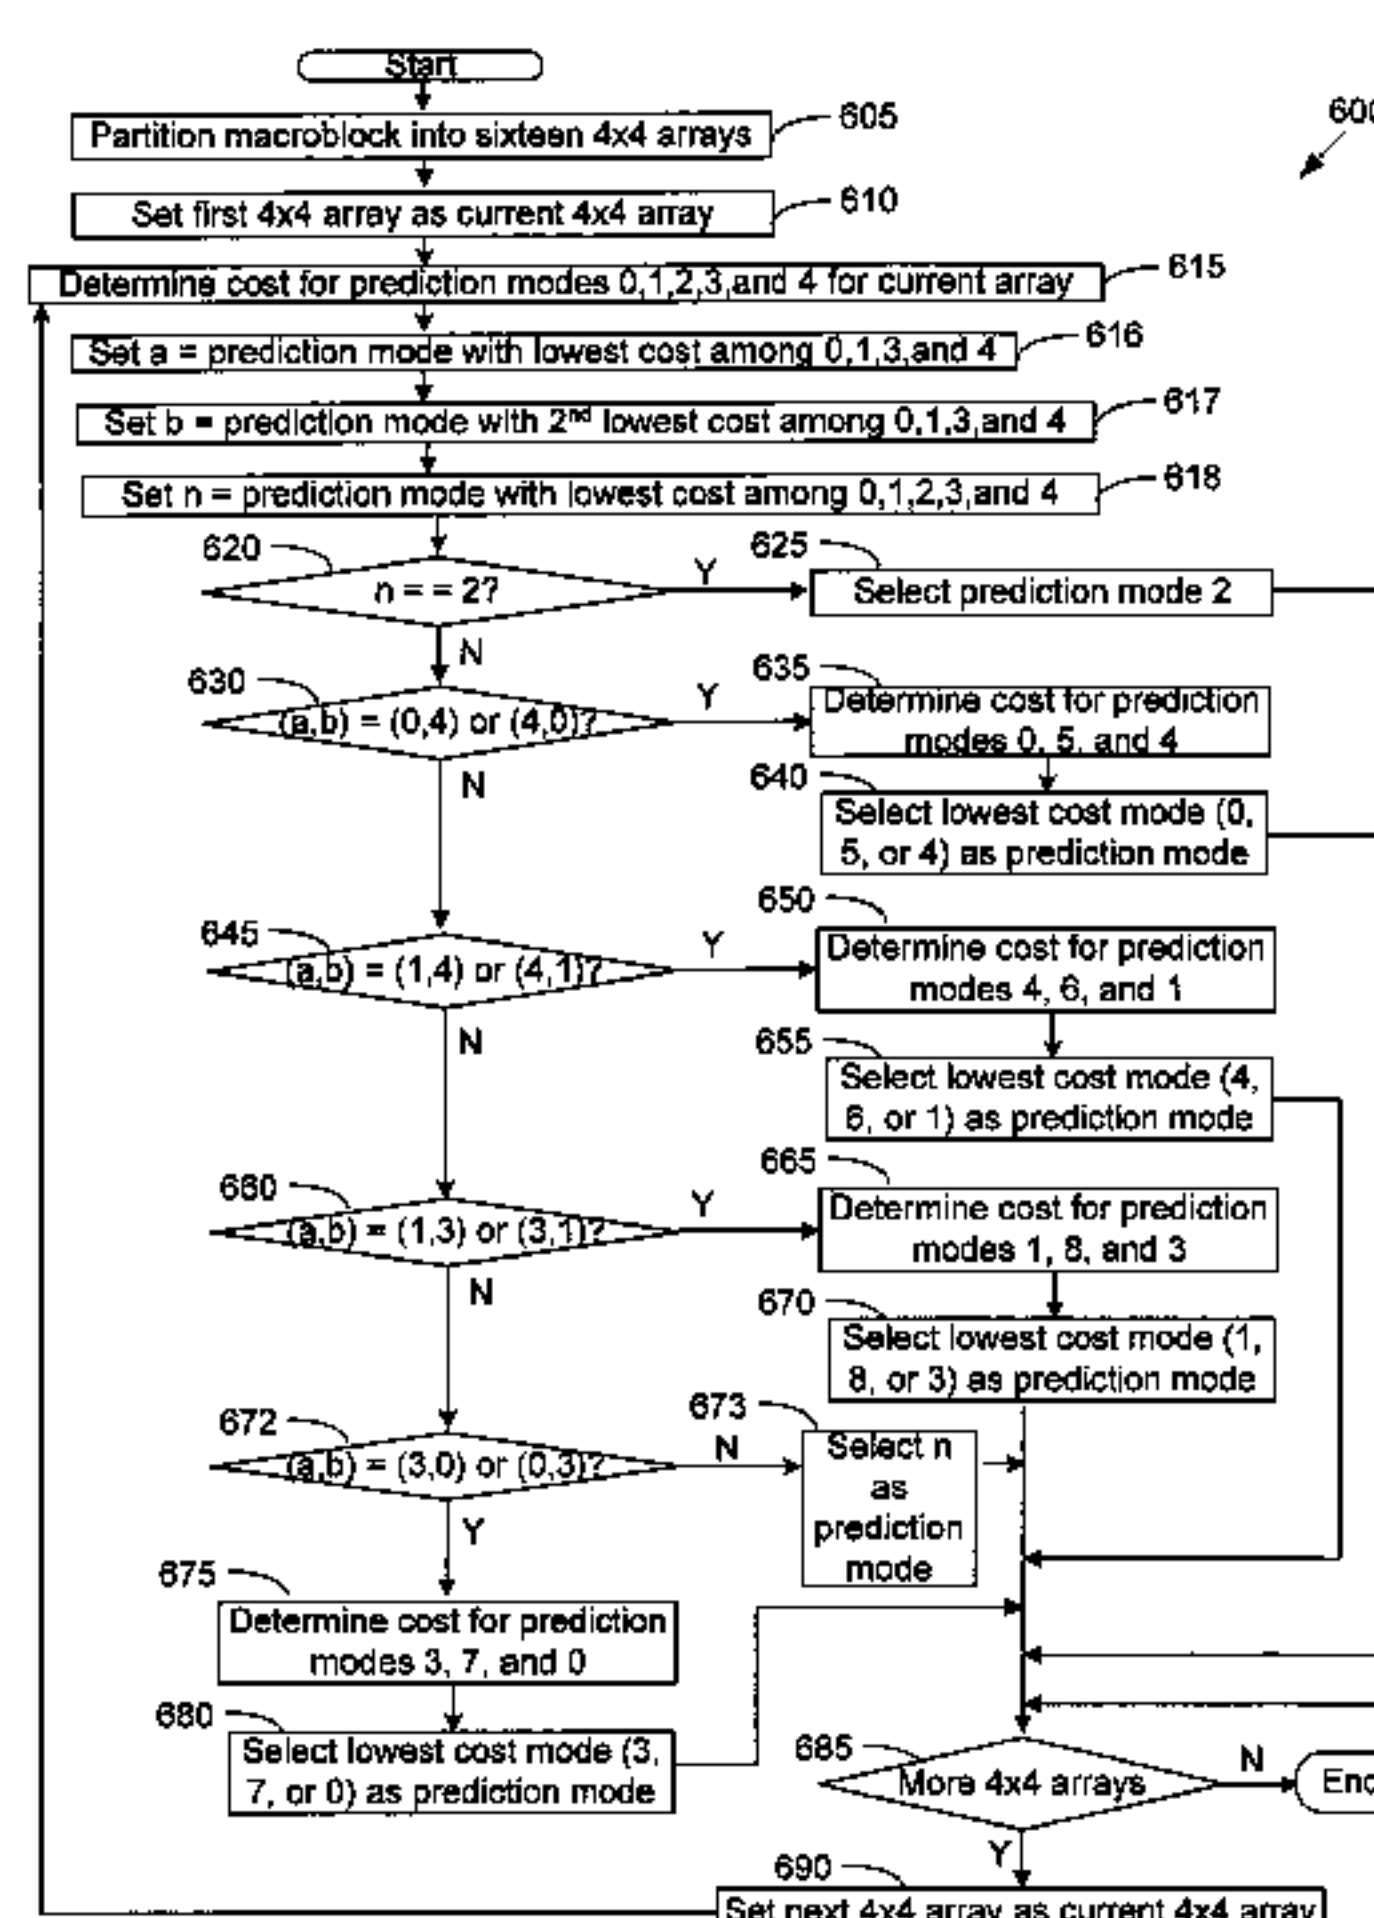 Start
Partition macroblock into sixteen 4x4 arrays
605
600
Set first 4x4 array as current 4x4 array
610
Determine cost for prediction modes 0,1,2,3,and 4 for current array
615
Set a = prediction mode with lowest cost among 0,1,3,and 4
616
Set b = prediction mode with 2nd lowest cost among 0,1,3,and 4
617
Set n = prediction mode with lowest cost among 0,1,2,3,and 4
618
620
n = = 2?
Y
N
625
Select prediction mode 2
630
(a,b) = (0,4) or (4,0)?
Y
N
635
Determine cost for prediction
modes 0, 5, and 4
640
Select lowest cost mode (0,
5, or 4) as prediction mode
645
(a,b) = (1,4) or (4,1)?
Y
N
650
Determine cost for prediction
modes 4, 6, and 1
655
Select lowest cost mode (4,
6, or 1) as prediction mode
660
(a,b) = (1,3) or (3,1)?
Y
N
665
Determine cost for prediction
modes 1, 8, and 3
670
Select lowest cost mode (1,
8, or 3) as prediction mode
672
(a,b) = (3,0) or (0,3)?
N
Y
673
Select n
as
prediction
mode
675
Determine cost for prediction
modes 3, 7, and 0
680
Select lowest cost mode (3,
7, or 0) as prediction mode
685
More 4x4 arrays
N
End
Y
690
Set next 4x4 array as current 4x4 array